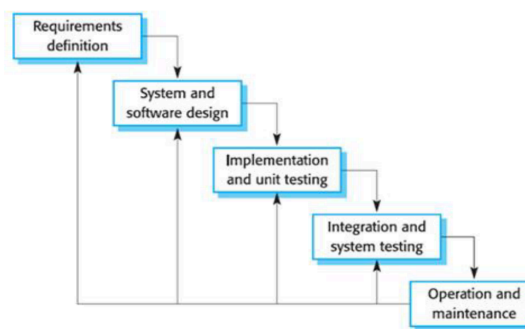 Requirements
definition
System and
software design
Implementation
and unit testing
Integration and
system testing
Operation and
maintenance